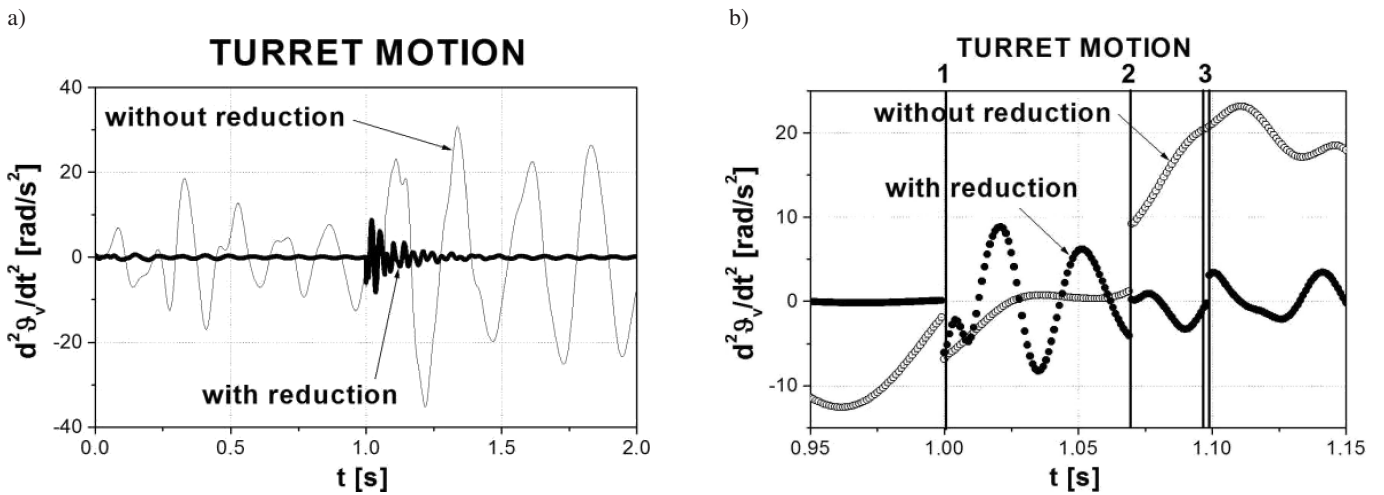 a)
TURRET MOTION
d²ϑᵥ/dt² [rad/s²]
40
20
0
-20
-40
without reduction
with reduction
0.0 0.5 1.0 1.5 2.0
t [s]
b)
TURRET MOTION
1 2 3
d²ϑᵥ/dt² [rad/s²]
20
10
0
-10
without reduction
with reduction
0.95 1.00 1.05 1.10 1.15
t [s]